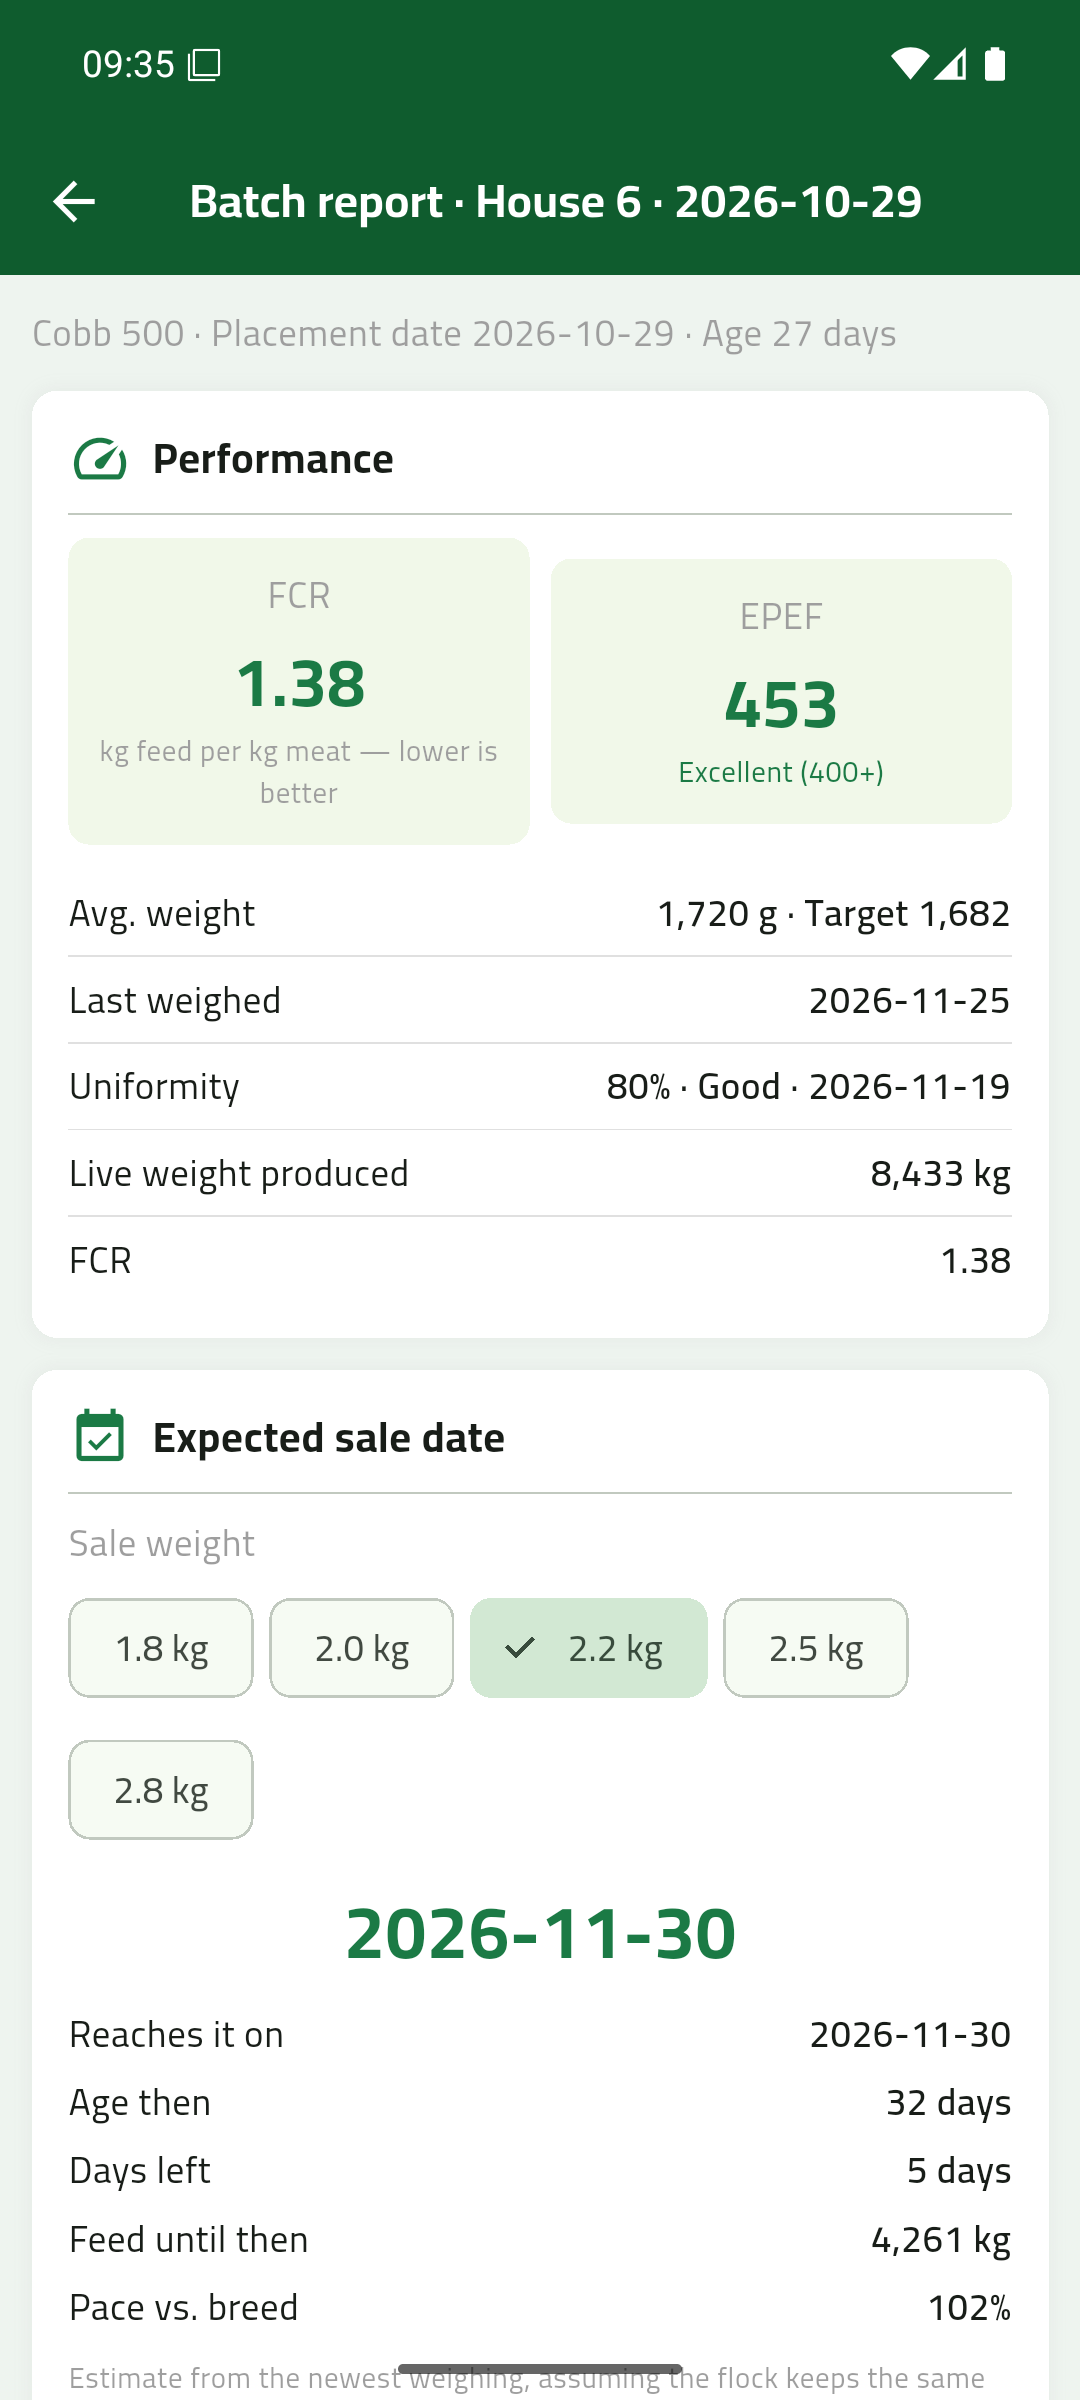 09:35
Batch report · House 6 · 2026-10-29
Cobb 500 · Placement date 2026-10-29 · Age 27 days
Performance
FCR
1.38
kg feed per kg meat — lower is
better
EPEF
453
Excellent (400+)
Avg. weight 1,720 g · Target 1,682
Last weighed 2026-11-25
Uniformity 80% · Good · 2026-11-19
Live weight produced 8,433 kg
FCR 1.38
Expected sale date
Sale weight
1.8 kg 2.0 kg 2.2 kg 2.5 kg
2.8 kg
2026-11-30
Reaches it on 2026-11-30
Age then 32 days
Days left 5 days
Feed until then 4,261 kg
Pace vs. breed 102%
Estimate from the newest weighing, assuming the flock keeps the same